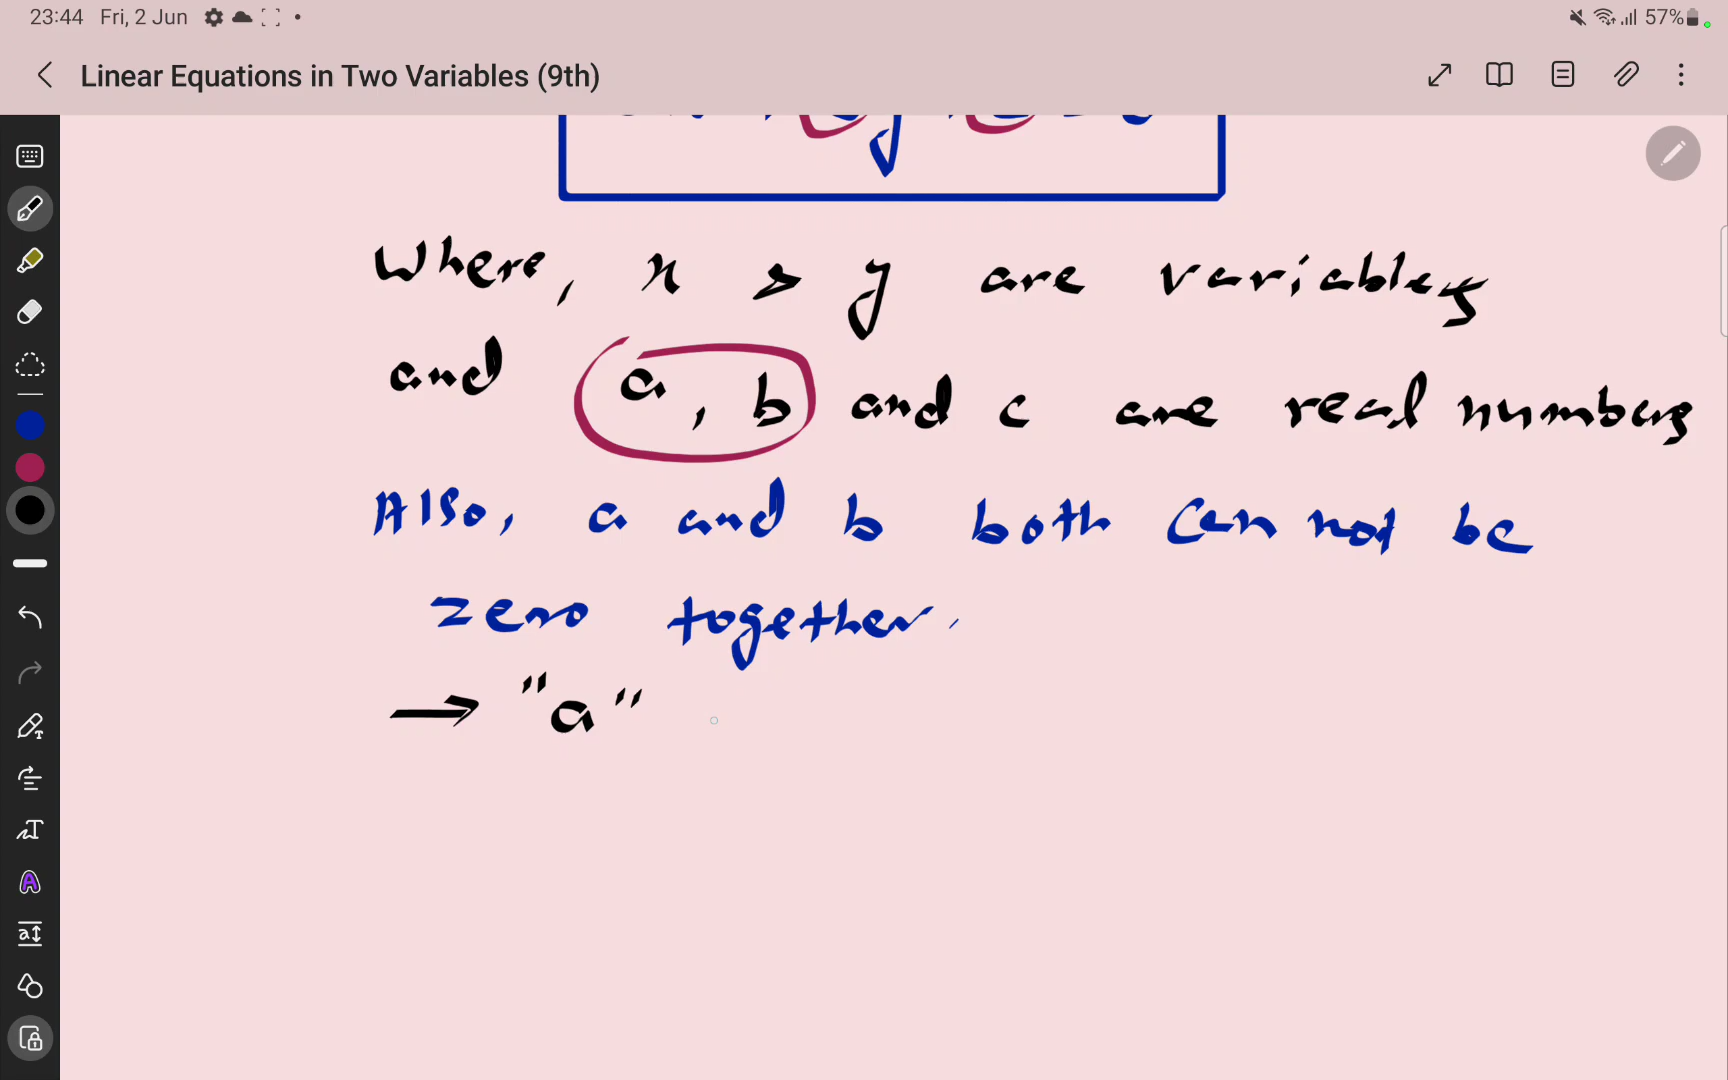 23:44 Fri, 2 Jun 57%
Linear Equations in Two Variables (9th)
Where, x y are variables
and a, b and c are real numbers
Also, a and b both can not be
zero together.
→ "a"